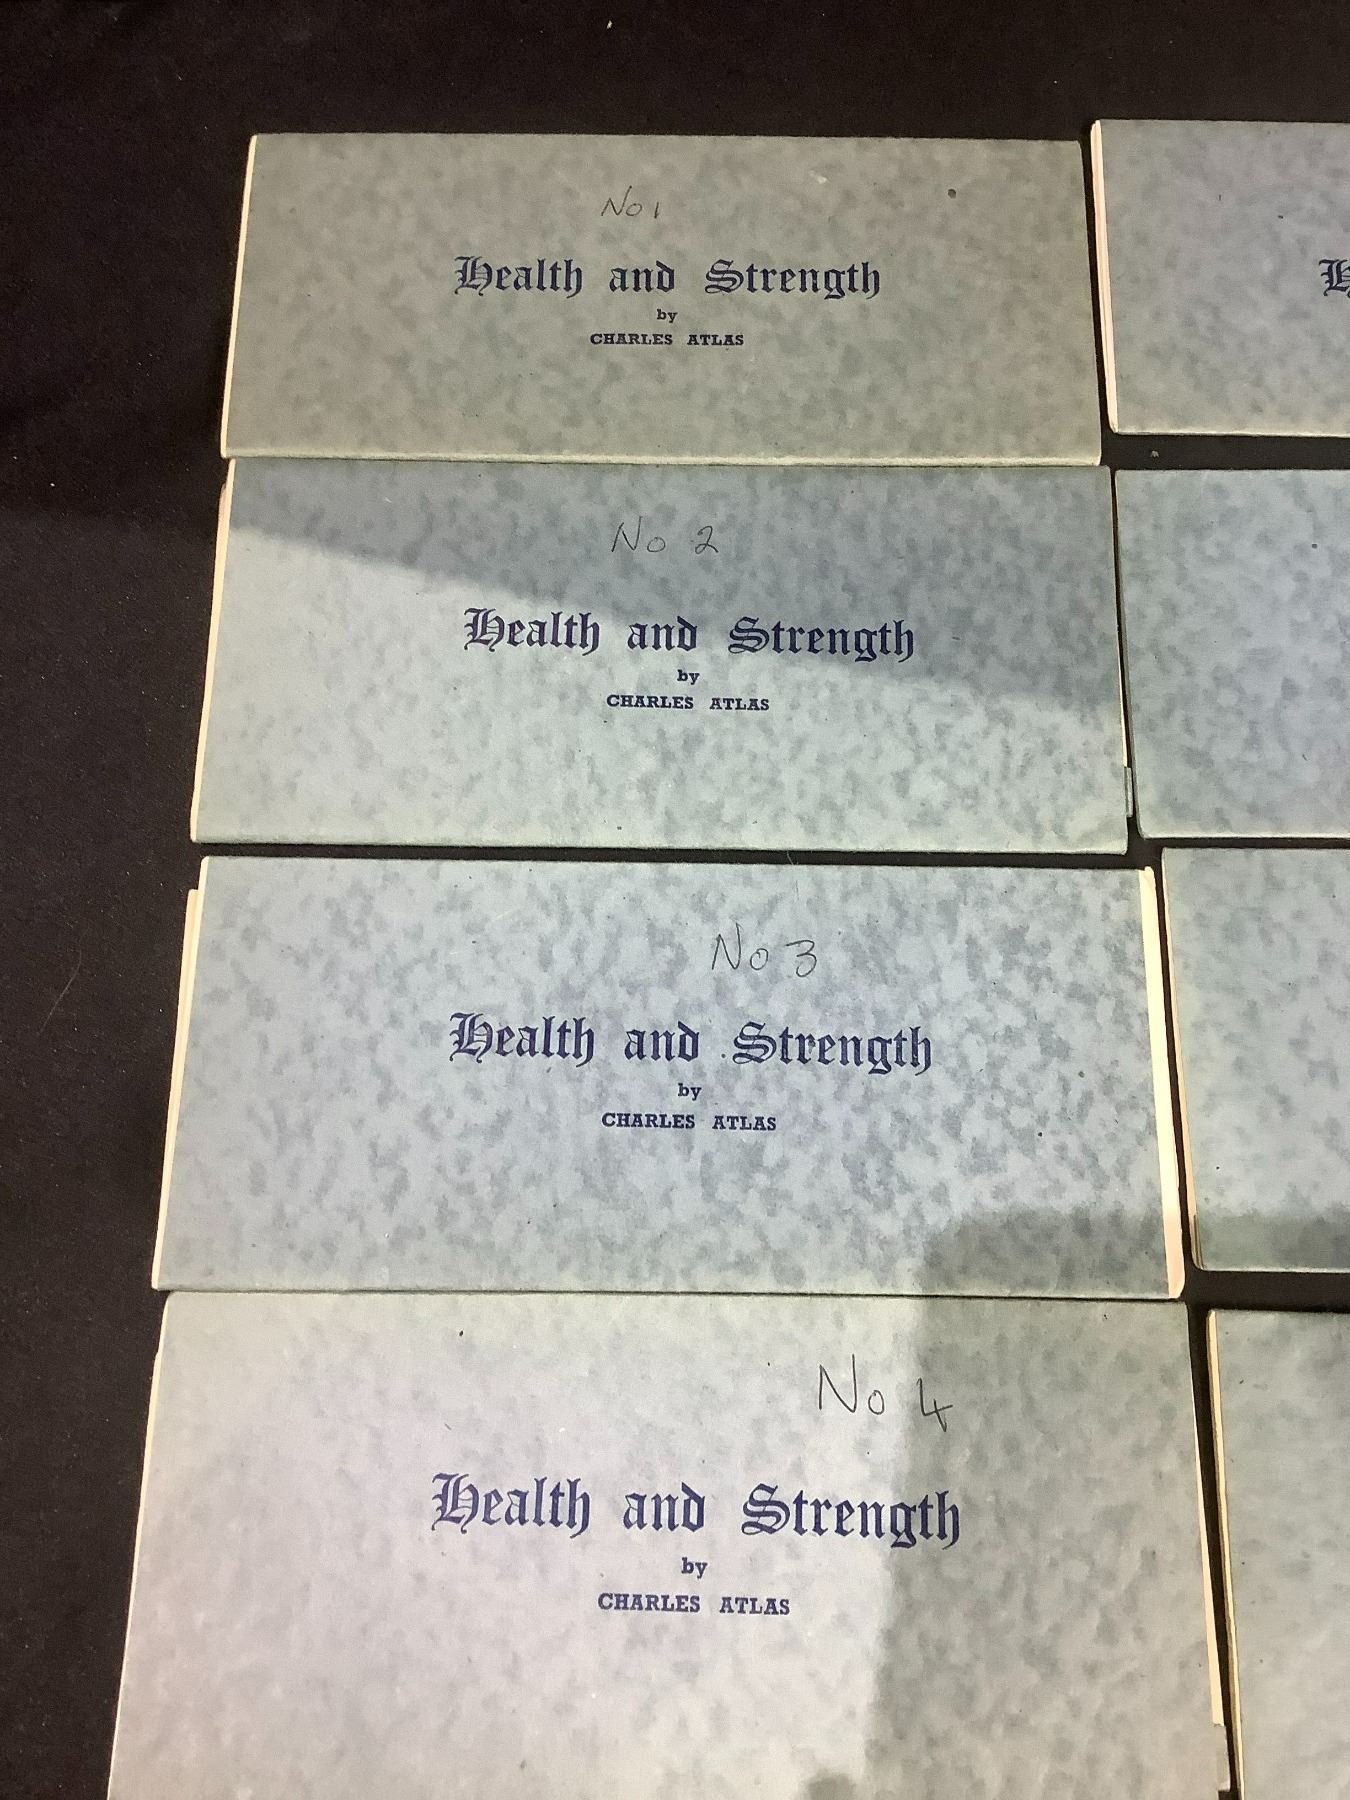 No 1
Health and Strength
by
CHARLES ATLAS
No 2
Health and Strength
by
CHARLES ATLAS
No 3
Health and Strength
by
CHARLES ATLAS
No 4
Health and Strength
by
CHARLES ATLAS